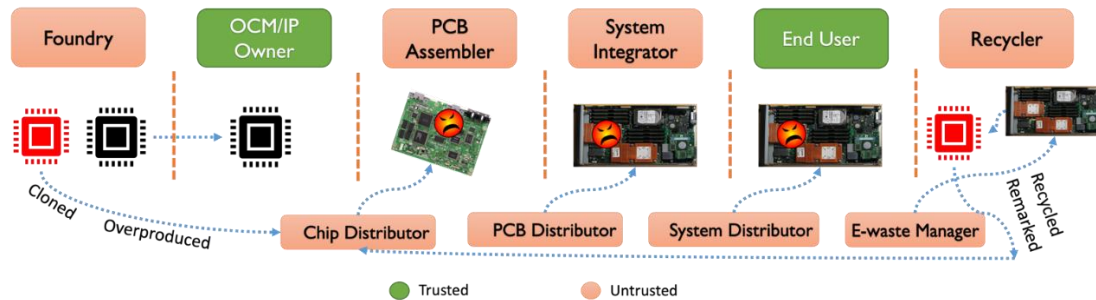 Foundry
OCM/IP
Owner
PCB
Assembler
System
Integrator
End User
Recycler
Cloned
Overproduced
Recycled
Remarked
Chip Distributor
PCB Distributor
System Distributor
E-waste Manager
Trusted
Untrusted